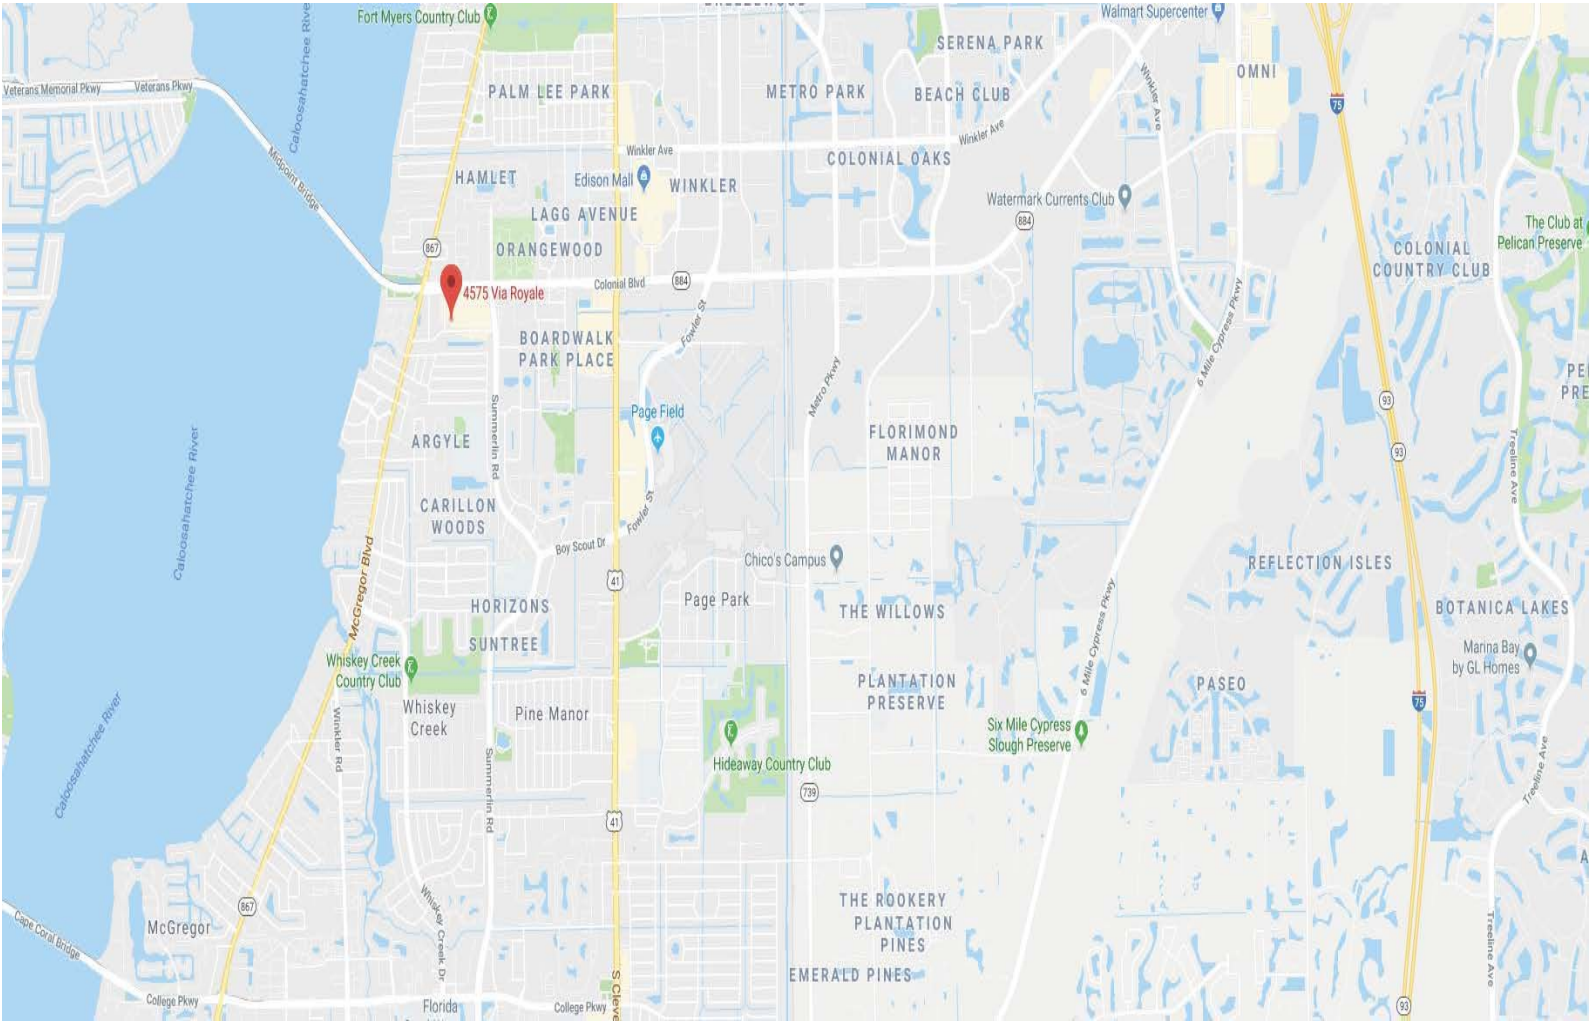 Fort Myers Country Club
Walmart Supercenter
Caloosahatchee River
SERENA PARK
OMNI
Veterans Memorial Pkwy
Veterans Pkwy
PALM LEE PARK
METRO PARK
BEACH CLUB
Winkler Ave
75
Winkler Ave
Winkler Ave
COLONIAL OAKS
Midpoint Bridge
HAMLET
Edison Mall
WINKLER
Watermark Currents Club
884
LAGG AVENUE
ORANGEWOOD
867
The Club at
Pelican Preserve
COLONIAL
COUNTRY CLUB
Colonial Blvd
884
4575 Via Royale
Fowler St
BOARDWALK
PARK PLACE
6 Mile Cypress Pkwy
Metro Pkwy
93
Page Field
Summerlin Rd
ARGYLE
FLORIMOND
MANOR
93
Treeline Ave
Caloosahatchee River
CARILLON
WOODS
Fowler St
Boy Scout Dr
41
Chico's Campus
REFLECTION ISLES
McGregor Blvd
HORIZONS
Page Park
THE WILLOWS
BOTANICA LAKES
SUNTREE
6 Mile Cypress Pkwy
Marina Bay
by GL Homes
Whiskey Creek
Country Club
PLANTATION
PRESERVE
PASEO
75
Whiskey
Creek
Pine Manor
Winkler Rd
Six Mile Cypress
Slough Preserve
Caloosahatchee River
Hideaway Country Club
Summerlin Rd
Treeline Ave
739
41
867
Whiskey Creek Dr
THE ROOKERY
PLANTATION
PINES
McGregor
Cape Coral Bridge
Treeline Ave
EMERALD PINES
College Pkwy
Florida
College Pkwy
S Cleve
93